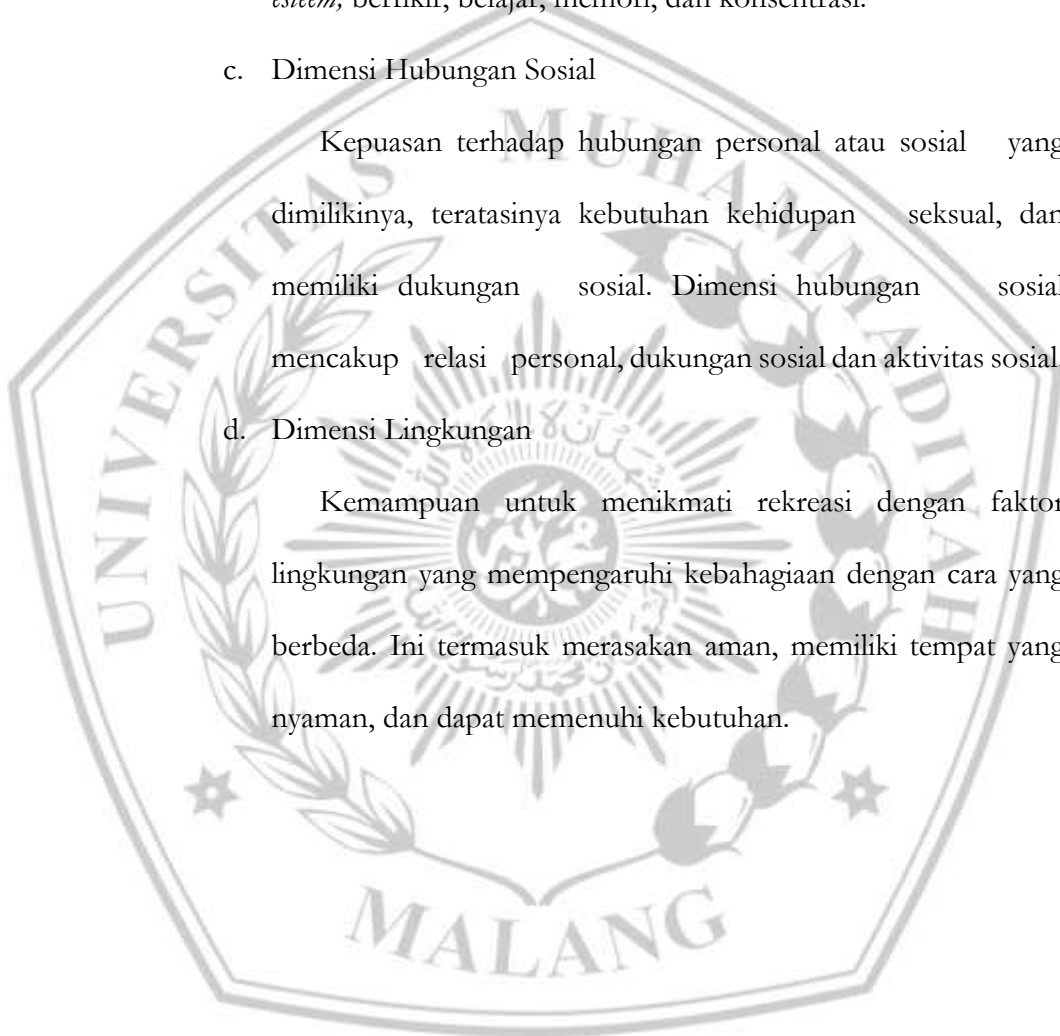 esteem, berfikir, belajar, memori, dan konsentrasi.
c. Dimensi Hubungan Sosial
Kepuasan terhadap hubungan personal atau sosial yang
dimilikinya, teratasinya kebutuhan kehidupan seksual, dan
memiliki dukungan sosial. Dimensi hubungan sosial
mencakup relasi personal, dukungan sosial dan aktivitas sosial.
d. Dimensi Lingkungan
Kemampuan untuk menikmati rekreasi dengan faktor
lingkungan yang mempengaruhi kebahagiaan dengan cara yang
berbeda. Ini termasuk merasakan aman, memiliki tempat yang
nyaman, dan dapat memenuhi kebutuhan.
UNIVERSITAS MUHAMMADIYAH
MALANG